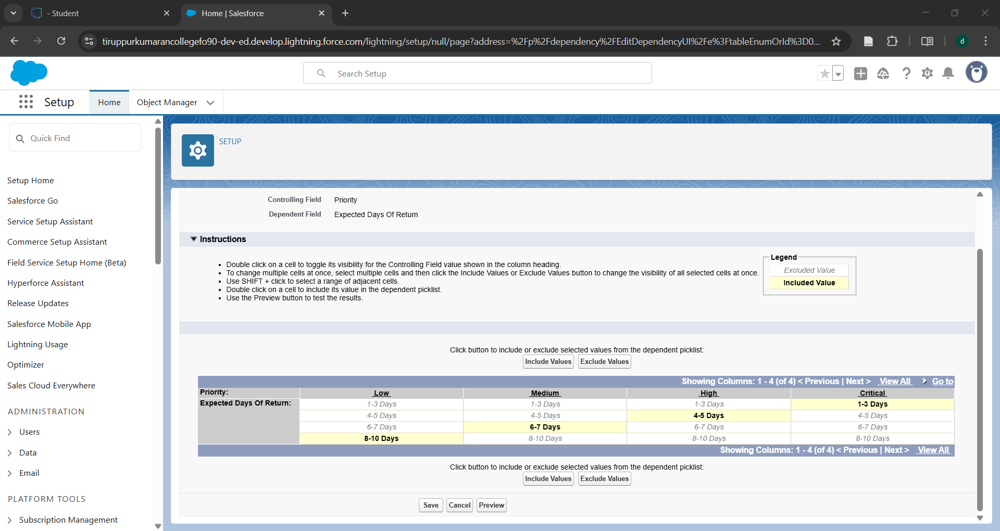 - Student
Home | Salesforce
tiruppurkumarancollegefo90-dev-ed.develop.lightning.force.com/lightning/setup/null/page?address=%2Fp%2Fdependency%2FEditDependencyUI%2Fe%3FtableEnumOrId%3D0...
d
Search Setup
Setup
Home
Object Manager
Quick Find
Setup Home
Salesforce Go
Service Setup Assistant
Commerce Setup Assistant
Field Service Setup Home (Beta)
Hyperforce Assistant
Release Updates
Salesforce Mobile App
Lightning Usage
Optimizer
Sales Cloud Everywhere
ADMINISTRATION
Users
Data
Email
PLATFORM TOOLS
Subscription Management
SETUP
Controlling Field Priority
Dependent Field Expected Days Of Return
Instructions
• Double click on a cell to toggle its visibility for the Controlling Field value shown in the column heading.
• To change multiple cells at once, select multiple cells and then click the Include Values or Exclude Values button to change the visibility of all selected cells at once.
• Use SHIFT + click to select a range of adjacent cells.
• Double click on a cell to include its value in the dependent picklist.
• Use the Preview button to test the results.
Legend
Excluded Value
Included Value
Click button to include or exclude selected values from the dependent picklist:
Include Values Exclude Values
Showing Columns: 1 - 4 (of 4) < Previous | Next > View All Go to
Priority: Low Medium High Critical
Expected Days Of Return: 1-3 Days 1-3 Days 1-3 Days 1-3 Days
4-5 Days 4-5 Days 4-5 Days 4-5 Days
6-7 Days 6-7 Days 6-7 Days 6-7 Days
8-10 Days 8-10 Days 8-10 Days 8-10 Days
Showing Columns: 1 - 4 (of 4) < Previous | Next > View All
Click button to include or exclude selected values from the dependent picklist:
Include Values Exclude Values
Save Cancel Preview